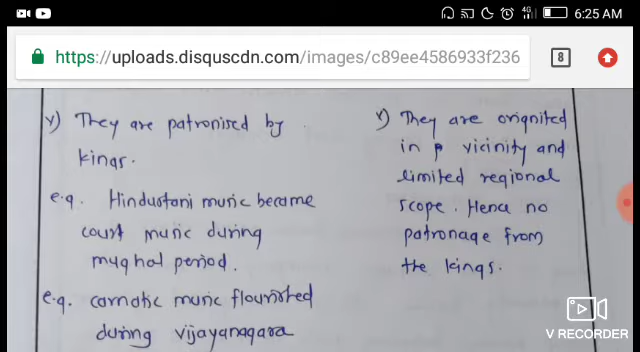 4G 6:25 AM
https://uploads.disquscdn.com/images/c89ee4586933f236
8
v) They are patronised by
kings.
e.g. Hindustani music became
court music during
mughal period.
e.g. carnatic music flourished
during vijayanagara
v) They are orignited
in vicinity and
limited regional
scope. Hence no
patronage from
the kings.
V RECORDER